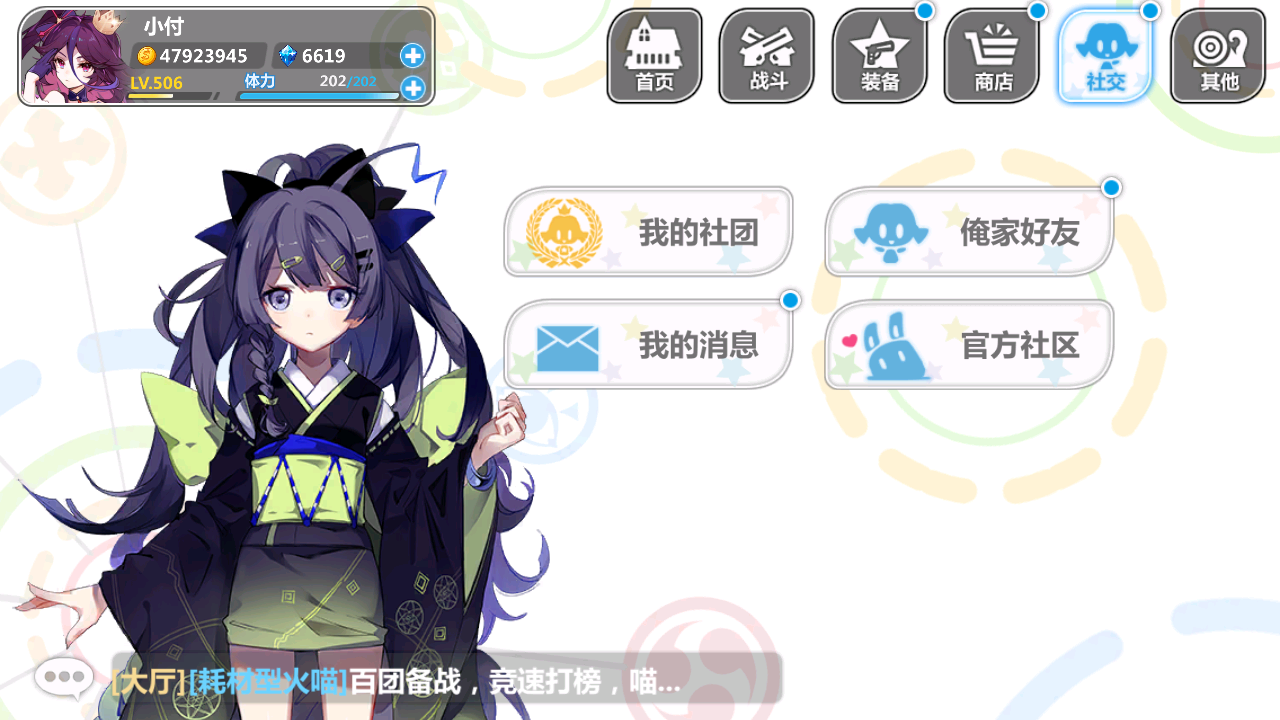 小付
47923945
6619
LV.506
体力
202/202
首页
战斗
装备
商店
社交
其他
我的社团
俺家好友
我的消息
官方社区
[大厅][耗材型火喵]百团备战，竞速打榜，喵...